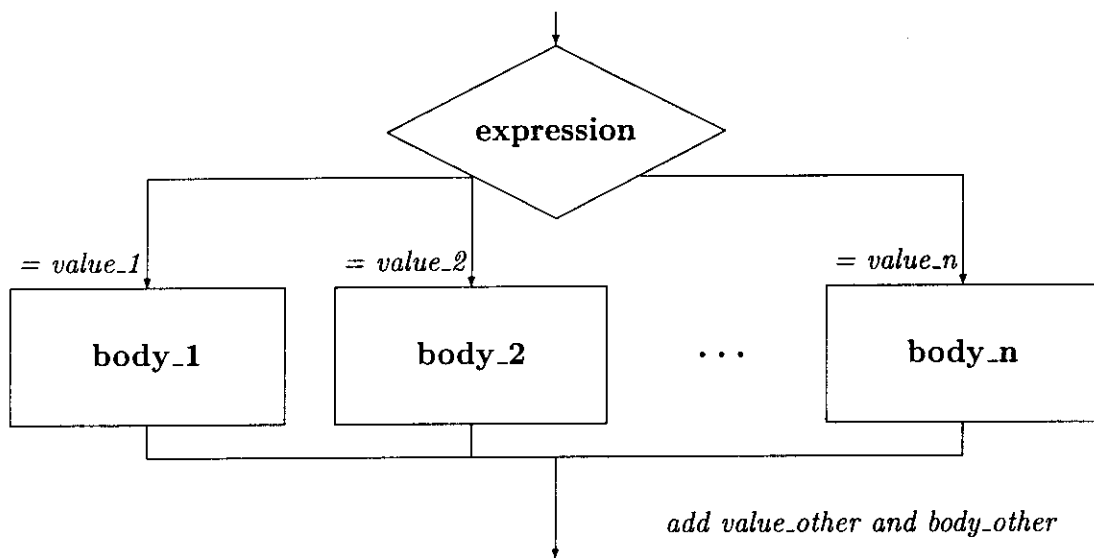 expression
= value_1
= value_2
= value_n
body_1
body_2
...
body_n
add value_other and body_other